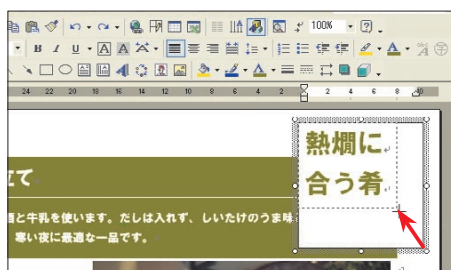 100%
B I U A A A
24 22 20 18 16 14 12 10 8 6 4 2 2 4 6 8
熱燗に
合う肴
立て
と牛乳を使います。だしは入れず、しいたけのうま味
寒い夜に最適な一品です。